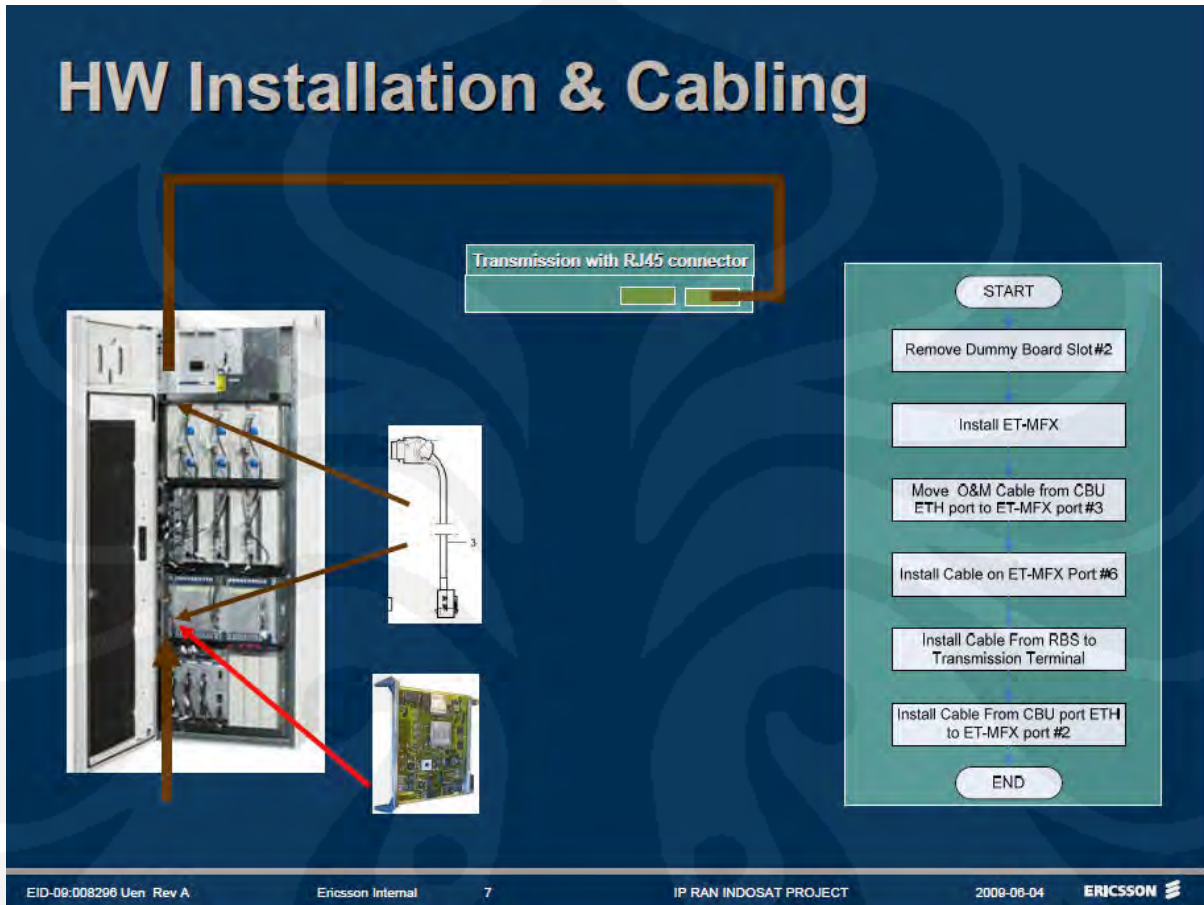 HW Installation & Cabling
Transmission with RJ45 connector
3
START
Remove Dummy Board Slot #2
Install ET-MFX
Move O&M Cable from CBU
ETH port to ET-MFX port #3
Install Cable on ET-MFX Port #6
Install Cable From RBS to
Transmission Terminal
Install Cable From CBU port ETH
to ET-MFX port #2
END
EID-09:008296 Uen Rev A
Ericsson Internal
7
IP RAN INDOSAT PROJECT
2009-06-04
ERICSSON